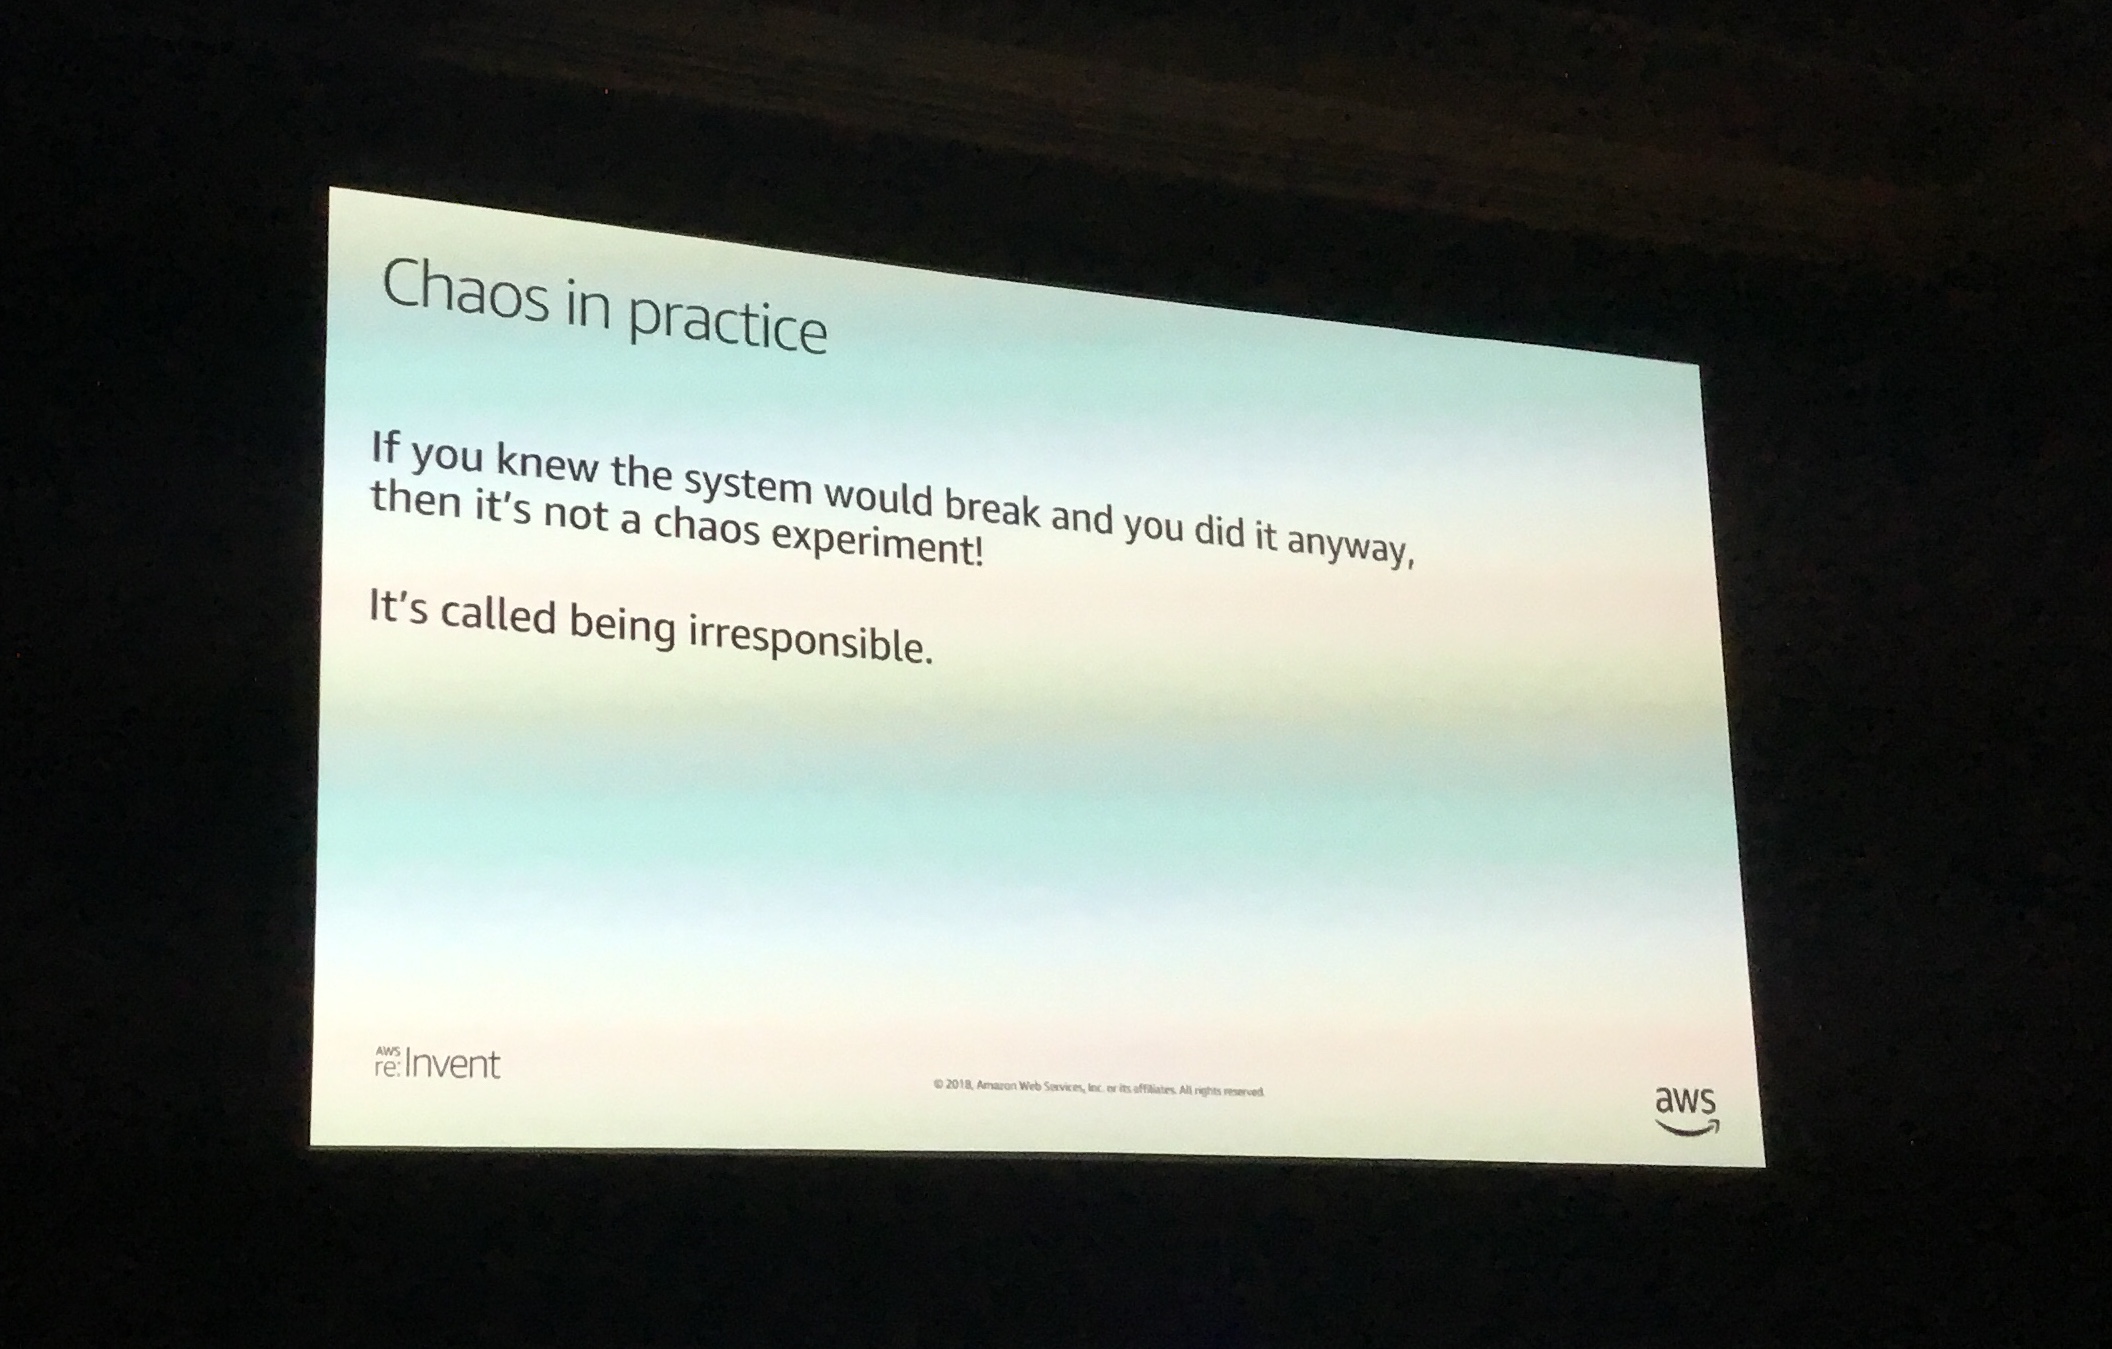 Chaos in practice
If you knew the system would break and you did it anyway,
then it's not a chaos experiment!
It's called being irresponsible.
AWS
re:Invent
© 2018, Amazon Web Services, Inc. or its affiliates. All rights reserved.
aws